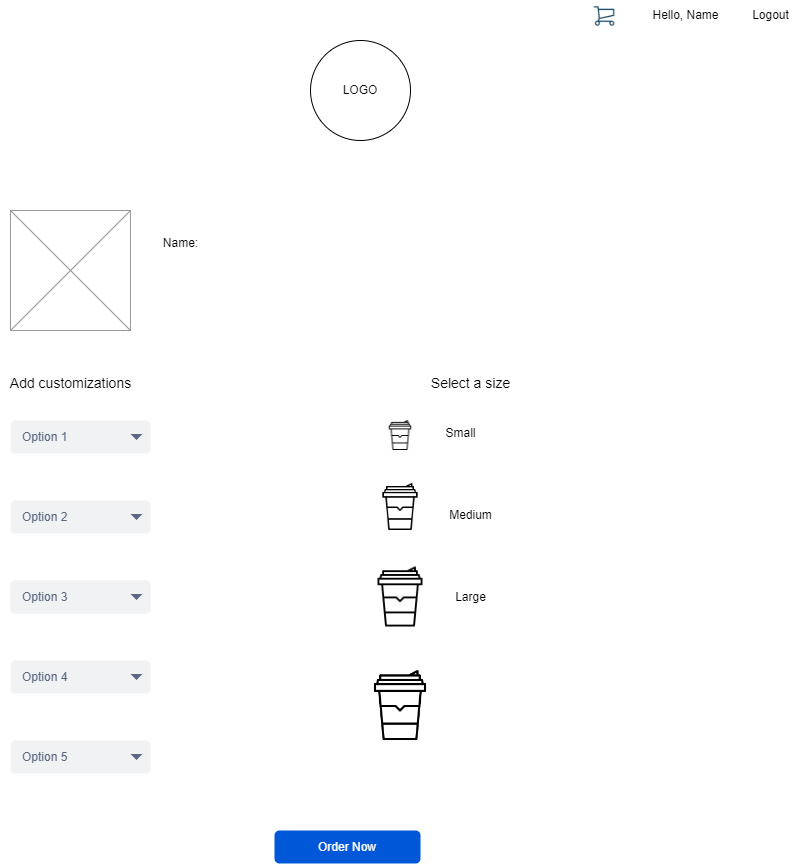 Hello, Name
Logout
LOGO
Name:
Add customizations
Select a size
Option 1
Small
Option 2
Medium
Option 3
Large
Option 4
Option 5
Order Now